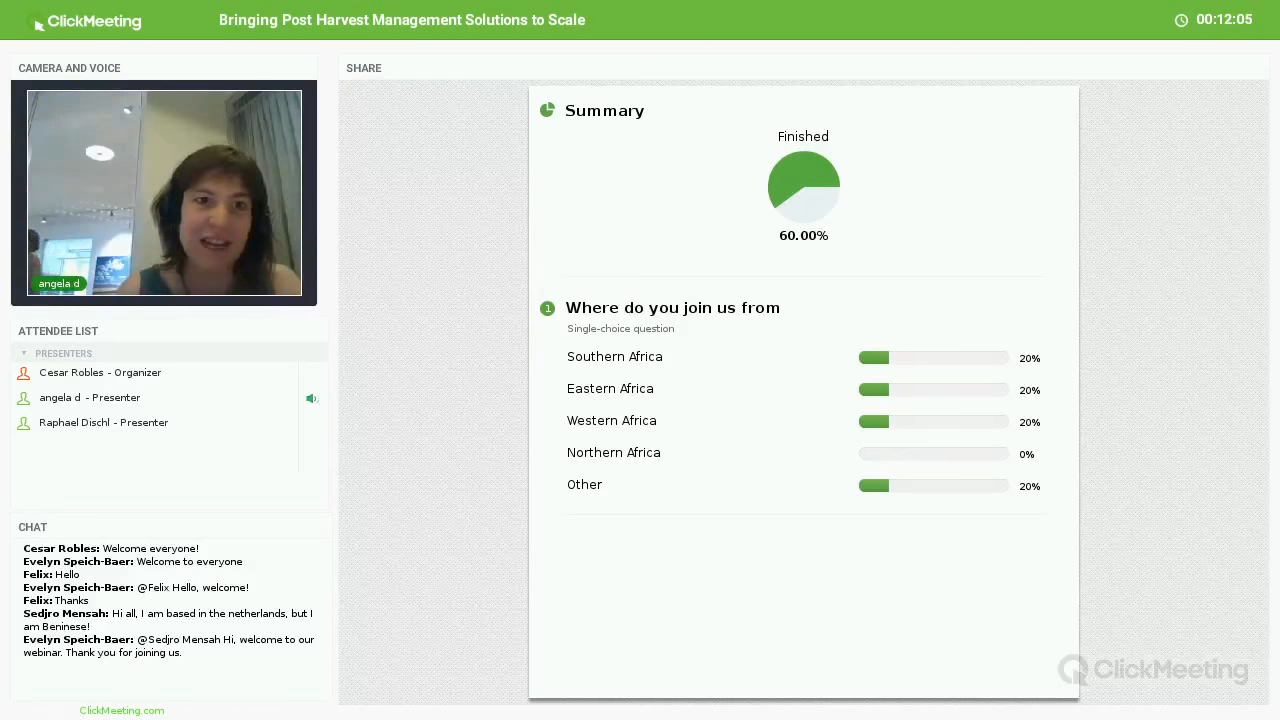 ClickMeeting
Bringing Post Harvest Management Solutions to Scale
00:12:05
CAMERA AND VOICE
angela d
ATTENDEE LIST
PRESENTERS
Cesar Robles - Organizer
angela d - Presenter
Raphael Dischl - Presenter
CHAT
Cesar Robles: Welcome everyone!
Evelyn Speich-Baer: Welcome to everyone
Felix: Hello
Evelyn Speich-Baer: @Felix Hello, welcome!
Felix: Thanks
Sedjro Mensah: Hi all, I am based in the netherlands, but I
am Beninese!
Evelyn Speich-Baer: @Sedjro Mensah Hi, welcome to our
webinar. Thank you for joining us.
ClickMeeting.com
SHARE
Summary
Finished
60.00%
1 Where do you join us from
Single-choice question
Southern Africa 20%
Eastern Africa 20%
Western Africa 20%
Northern Africa 0%
Other 20%
ClickMeeting